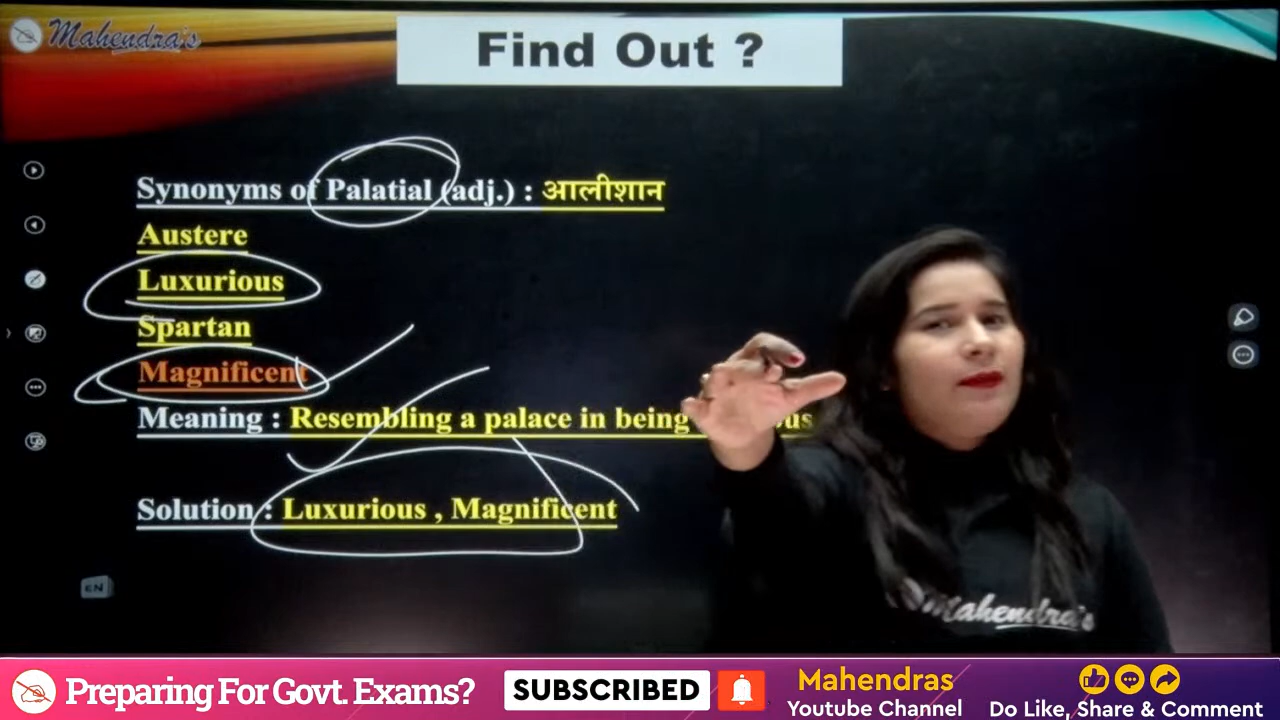 Mahendra's
Find Out ?
Synonyms of Palatial (adj.) : आलीशान
Austere
Luxurious
Spartan
Magnificent
Meaning : Resembling a palace in being
Solution : Luxurious , Magnificent
EN
Mahendra's
Preparing For Govt. Exams?
SUBSCRIBED
Mahendras
Youtube Channel
Do Like, Share & Comment